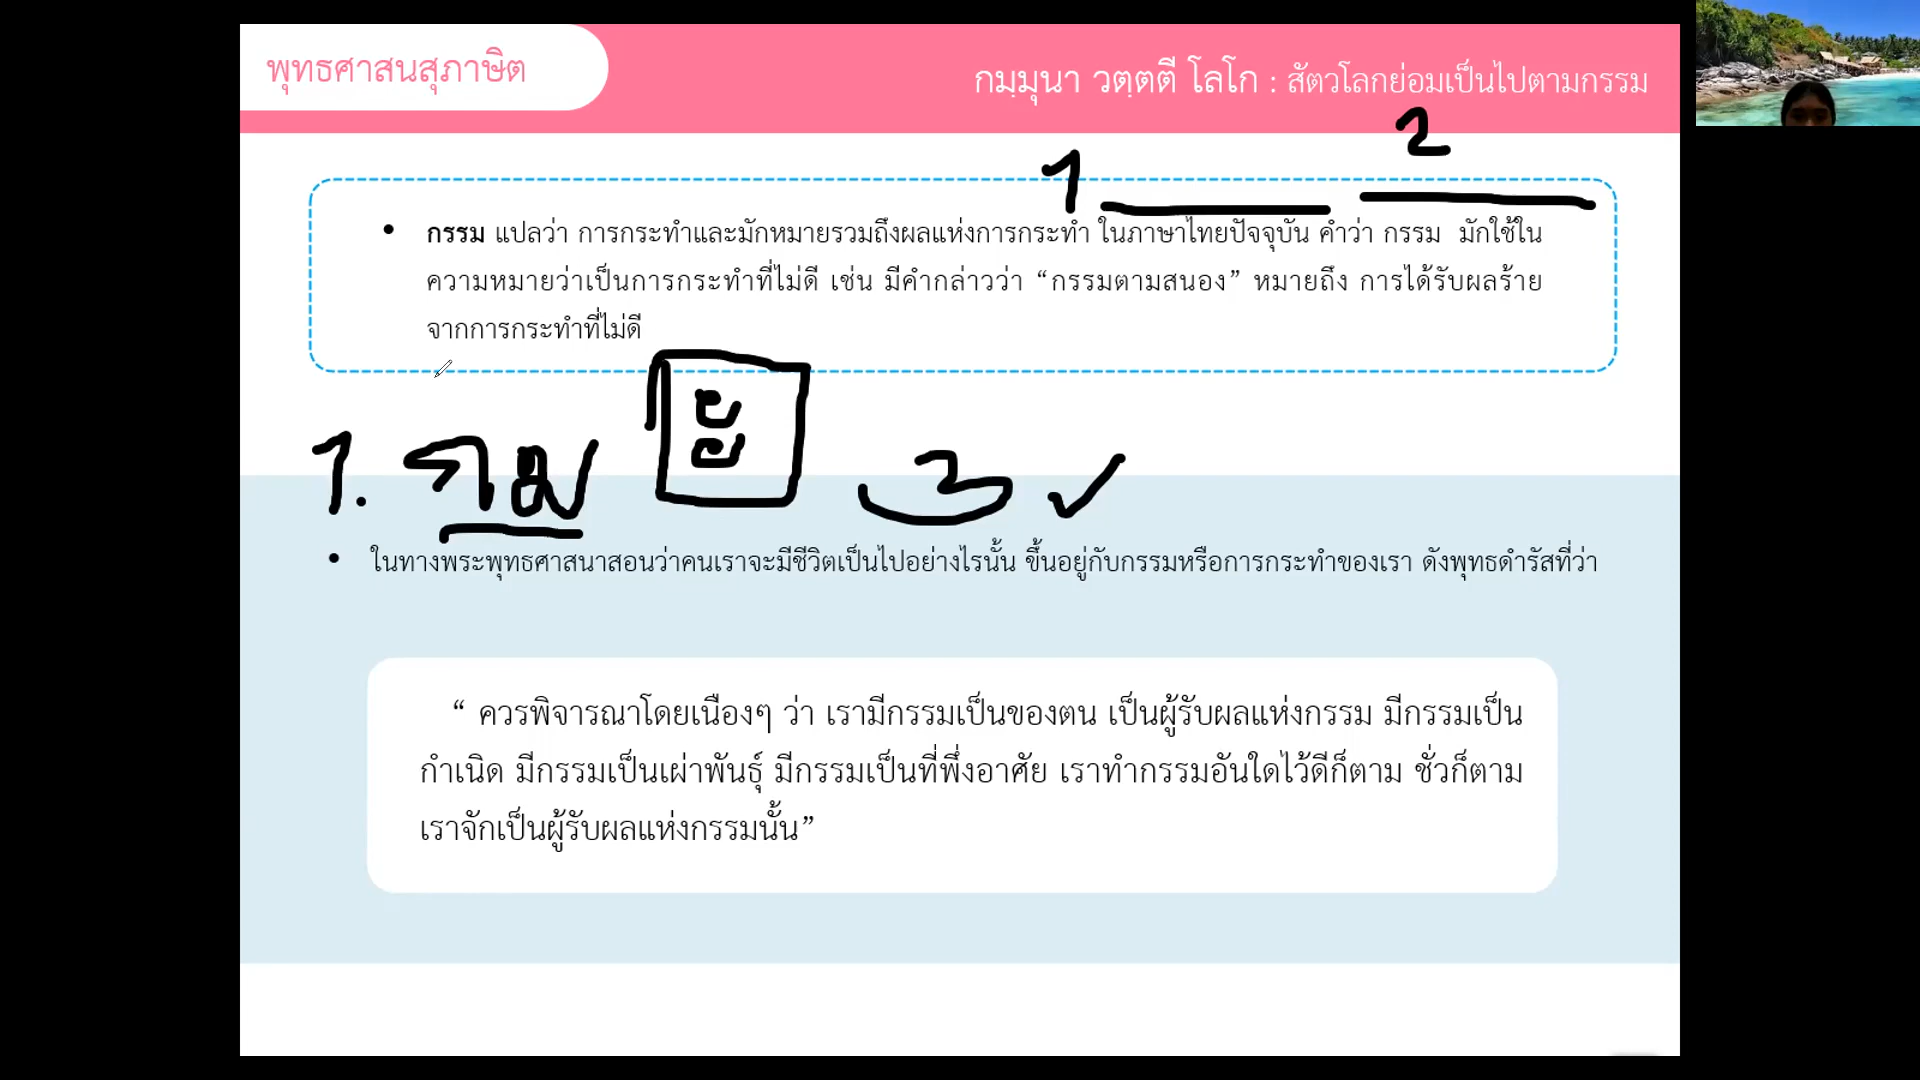 พุทธศาสนสุภาษิต
กมฺมุนา วตฺตตี โลโก : สัตวโลกย่อมเป็นไปตามกรรม
2
1
• กรรม แปลว่า การกระทำและมักหมายรวมถึงผลแห่งการกระทำ ในภาษาไทยปัจจุบัน คำว่า กรรม มักใช้ใน
ความหมายว่าเป็นการกระทำที่ไม่ดี เช่น มีคำกล่าวว่า “กรรมตามสนอง” หมายถึง การได้รับผลร้าย
จากการกระทำที่ไม่ดี
1. กม
• ในทางพระพุทธศาสนาสอนว่าคนเราจะมีชีวิตเป็นไปอย่างไรนั้น ขึ้นอยู่กับกรรมหรือการกระทำของเรา ดังพุทธดำรัสที่ว่า
“ ควรพิจารณาโดยเนืองๆ ว่า เรามีกรรมเป็นของตน เป็นผู้รับผลแห่งกรรม มีกรรมเป็น
กำเนิด มีกรรมเป็นเผ่าพันธุ์ มีกรรมเป็นที่พึ่งอาศัย เราทำกรรมอันใดไว้ดีก็ตาม ชั่วก็ตาม
เราจักเป็นผู้รับผลแห่งกรรมนั้น”